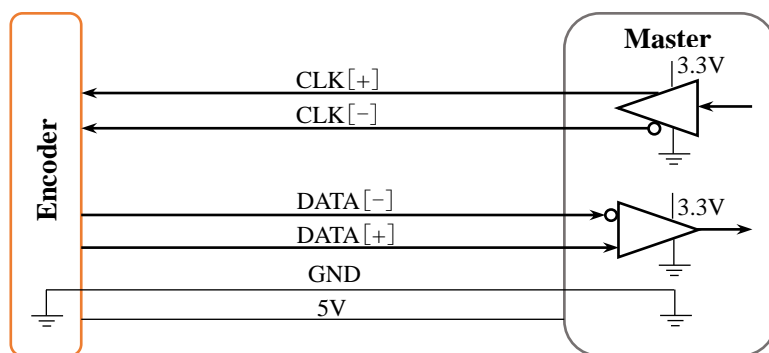 Master
3.3V
CLK[+]
CLK[-]
Encoder
DATA[-]
3.3V
DATA[+]
GND
5V